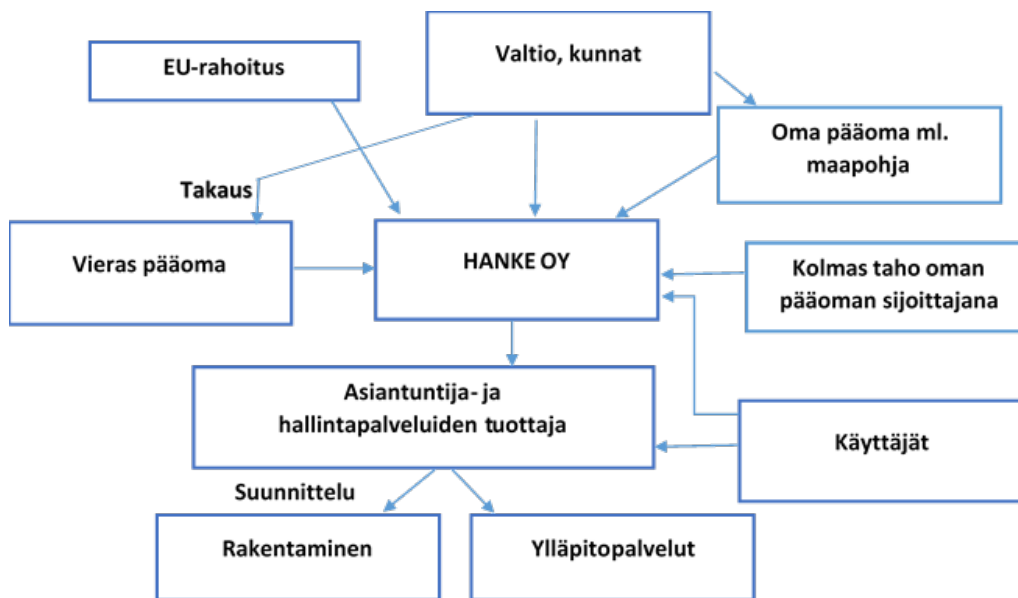 EU-rahoitus
Valtio, kunnat
Oma pääoma ml.
maapohja
Takaus
Vieras pääoma
HANKE OY
Kolmas taho oman
pääoman sijoittajana
Asiantuntija- ja
hallintapalveluiden tuottaja
Käyttäjät
Suunnittelu
Rakentaminen
Ylläpitopalvelut